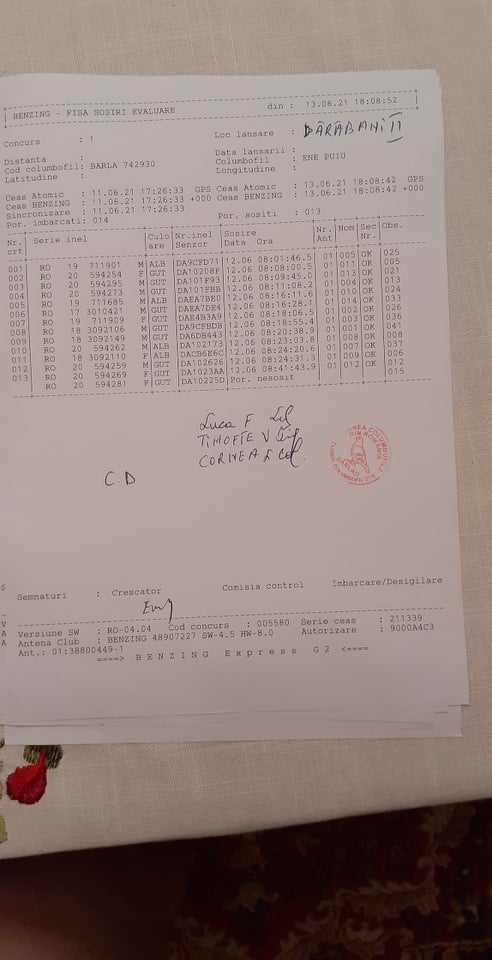 BENZING - FISA SOSIRI EVALUARE din : 13.06.21 18:08:52
Concurs : 1 Loc lansare : DĂRĂBANI II
Distanta : Data lansarii :
Cod columbofil: BARLA 742930 Columbofil : ENE PUIU
Latitudine : Longitudine :
Ceas Atomic : 11.06.21 17:26:33 GPS Ceas Atomic : 13.06.21 18:08:42 GPS
Ceas BENZING : 11.06.21 17:26:33 +000 Ceas BENZING : 13.06.21 18:08:42 +000
Sincronizare : 11.06.21 17:26:33
Por. imbarcati: 014 Por. sositi : 013
Nr. Serie inel Culo Nr.inel Sosire Nr. Nom Sec Obs.
crt are Senzor Data Ora Ant Nr.
001 RO 19 711901 M ALB DA9CFD71 12.06 08:01:46.5 01 005 OK 025
002 RO 20 594254 F GUT DA10208F 12.06 08:08:00.5 01 011 OK 005
003 RO 20 594295 M GUT DA101F93 12.06 08:09:45.0 01 013 OK 021
004 RO 20 594273 M GUT DA101FBB 12.06 08:11:08.2 01 004 OK 013
005 RO 19 711685 M ALB DAEA7BE0 12.06 08:16:11.6 01 010 OK 024
006 RO 17 3010421 M GUT DAEA7DE4 12.06 08:16:28.1 01 014 OK 033
007 RO 19 711909 F GUT DAE4B3A9 12.06 08:18:06.5 01 002 OK 026
008 RO 18 3092106 M GUT DA9CFBDB 12.06 08:18:55.4 01 003 OK 036
009 RO 18 3092149 M GUT DA6DB443 12.06 08:20:38.9 01 001 OK 041
010 RO 20 594262 M ALB DA102773 12.06 08:23:03.8 01 008 OK 008
011 RO 18 3092110 F ALB DACB6E6C 12.06 08:24:20.6 01 007 OK 037
012 RO 20 594259 M GUT DA102626 12.06 08:24:31.3 01 009 OK 006
013 RO 20 594269 F GUT DA1023AA 12.06 08:41:43.9 01 012 OK 012
RO 20 594281 F GUT DA10225D Por. nesosit 015
Luca F
TIMOFTE V
CORNEA L
C.D
Semnaturi : Crescator Comisia control Imbarcare/Desigilare
Versiune SW : RO-04.04 Cod concurs : 005580 Serie ceas : 211339
Antena Club : BENZING 48907227 SW-4.5 HW-8.0 Autorizare : 9000A4C3
Ant.: 01:38800449-1
====> BENZING Express G2 <====